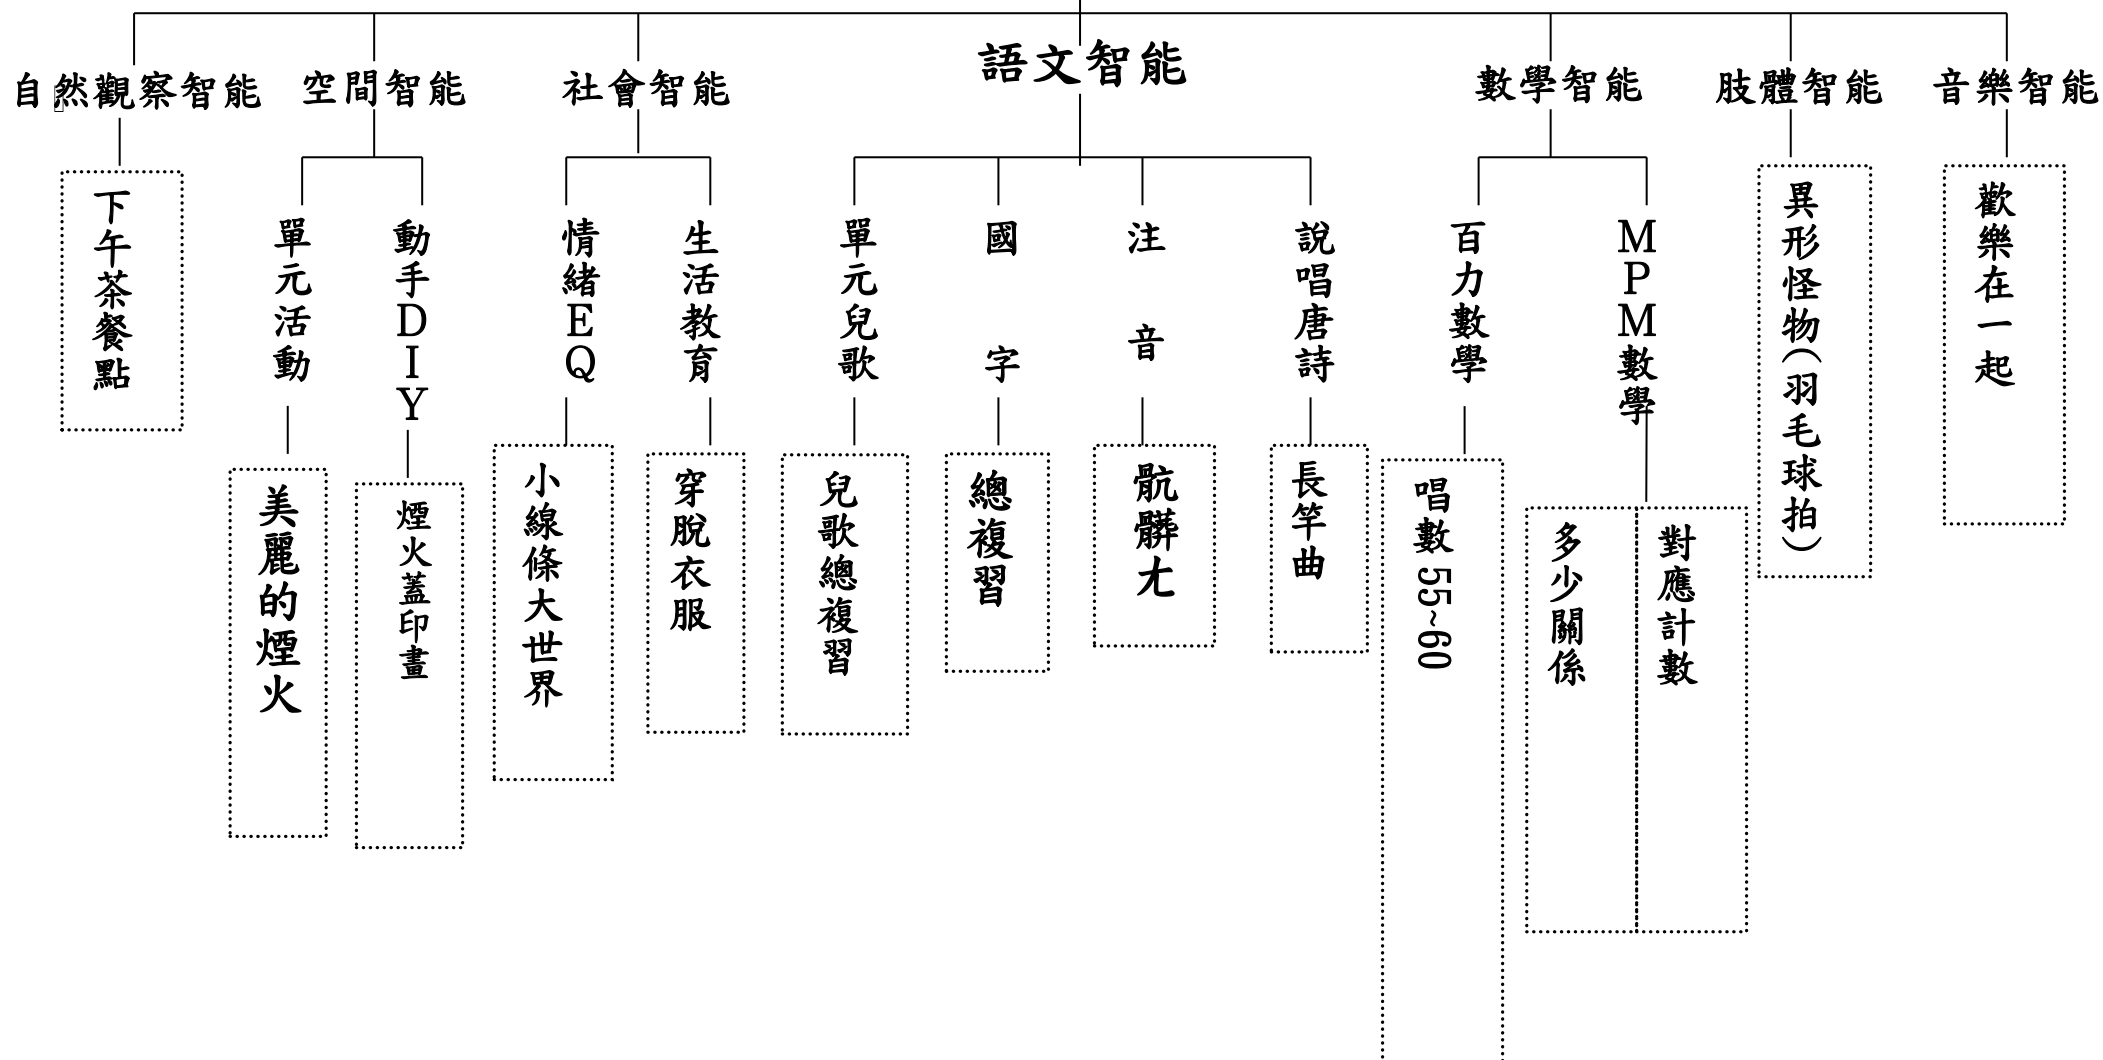 自然觀察智能
空間智能
社會智能
語文智能
數學智能
肢體智能
音樂智能
下午茶餐點
單元活動
動手DIY
情緒EQ
生活教育
單元兒歌
國字
注音
說唱唐詩
百力數學
MPM數學
異形怪物(羽毛球拍)
歡樂在一起
美麗的煙火
煙火蓋印畫
小線條大世界
穿脫衣服
兒歌總複習
總複習
骯髒ㄤ
長竿曲
唱數55~60
多少關係
對應計數